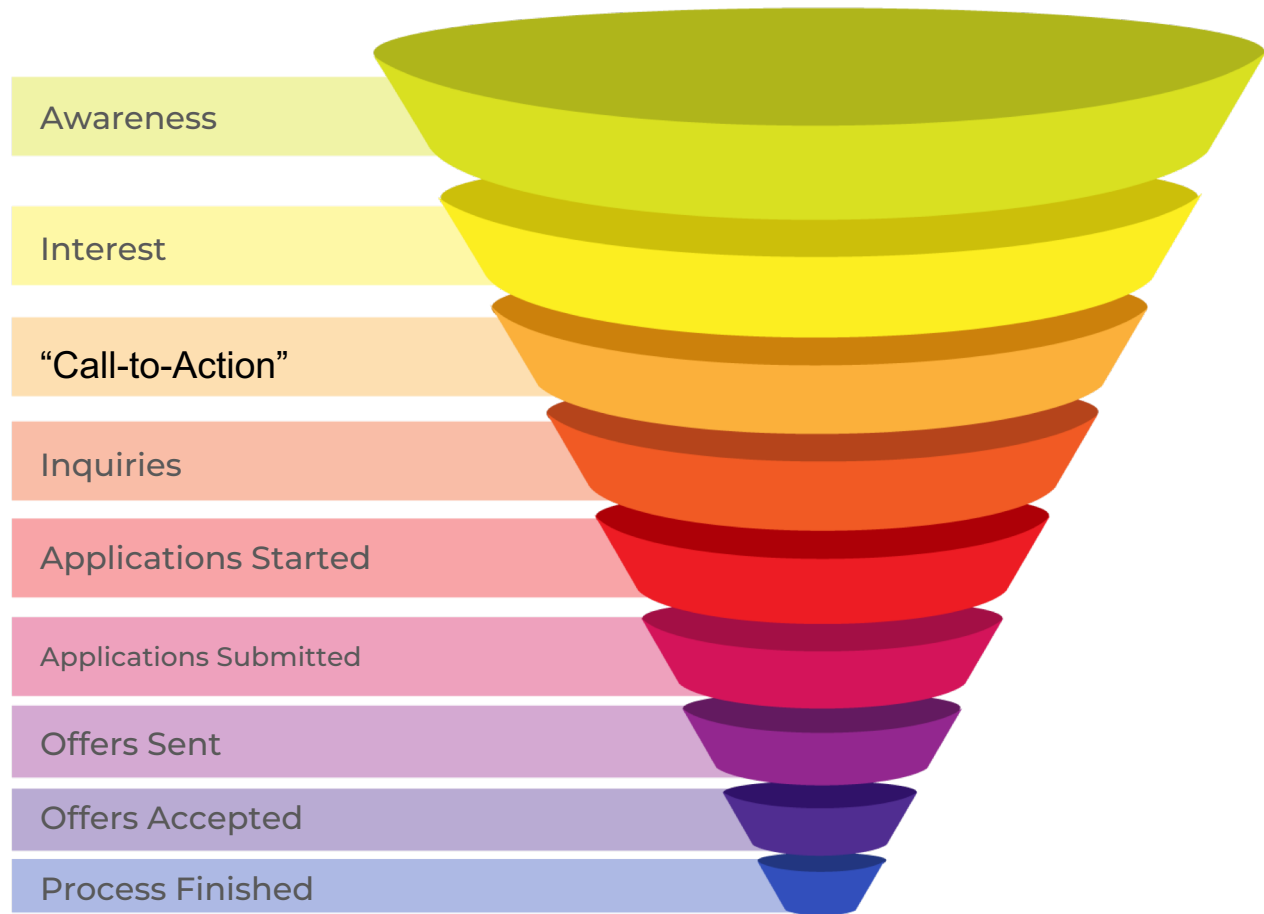 Awareness
Interest
“Call-to-Action”
Inquiries
Applications Started
Applications Submitted
Offers Sent
Offers Accepted
Process Finished